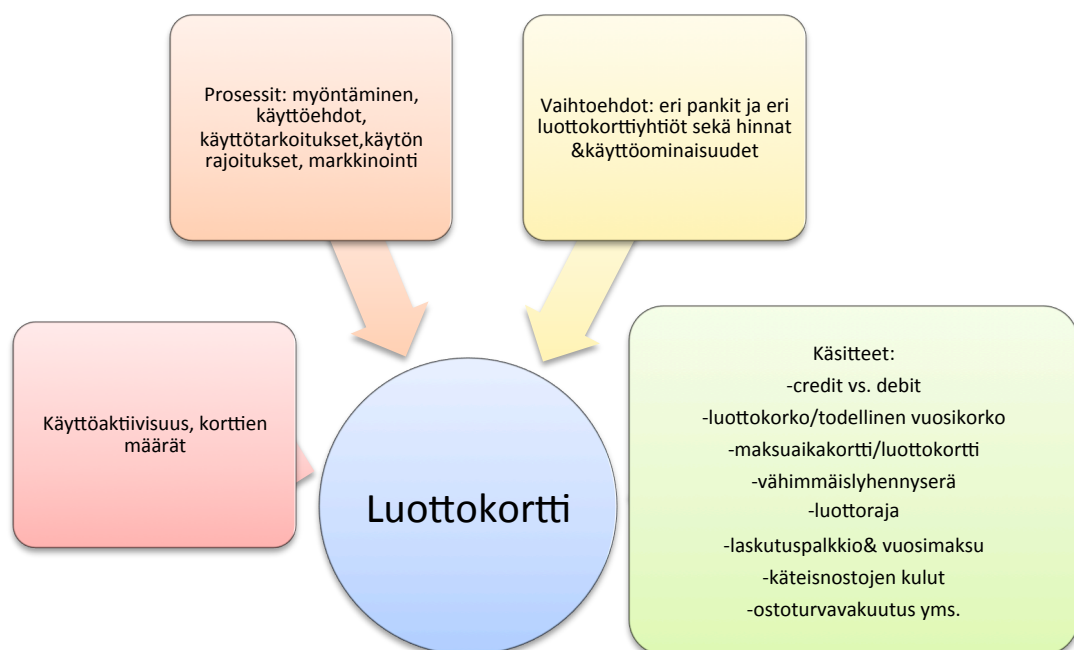 Prosessit: myöntäminen,
käyttöehdot,
käyttötarkoitukset,käytön
rajoitukset, markkinointi
Vaihtoehdot: eri pankit ja eri
luottokorttiyhtiöt sekä hinnat
&käyttöominaisuudet
Käyttöaktiivisuus, korttien
määrät
Luottokortti
Käsitteet:
-credit vs. debit
-luottokorko/todellinen vuosikorko
-maksuaikakortti/luottokortti
-vähimmäislyhennyserä
-luottoraja
-laskutuspalkkio& vuosimaksu
-käteisnostojen kulut
-ostoturvavakuutus yms.